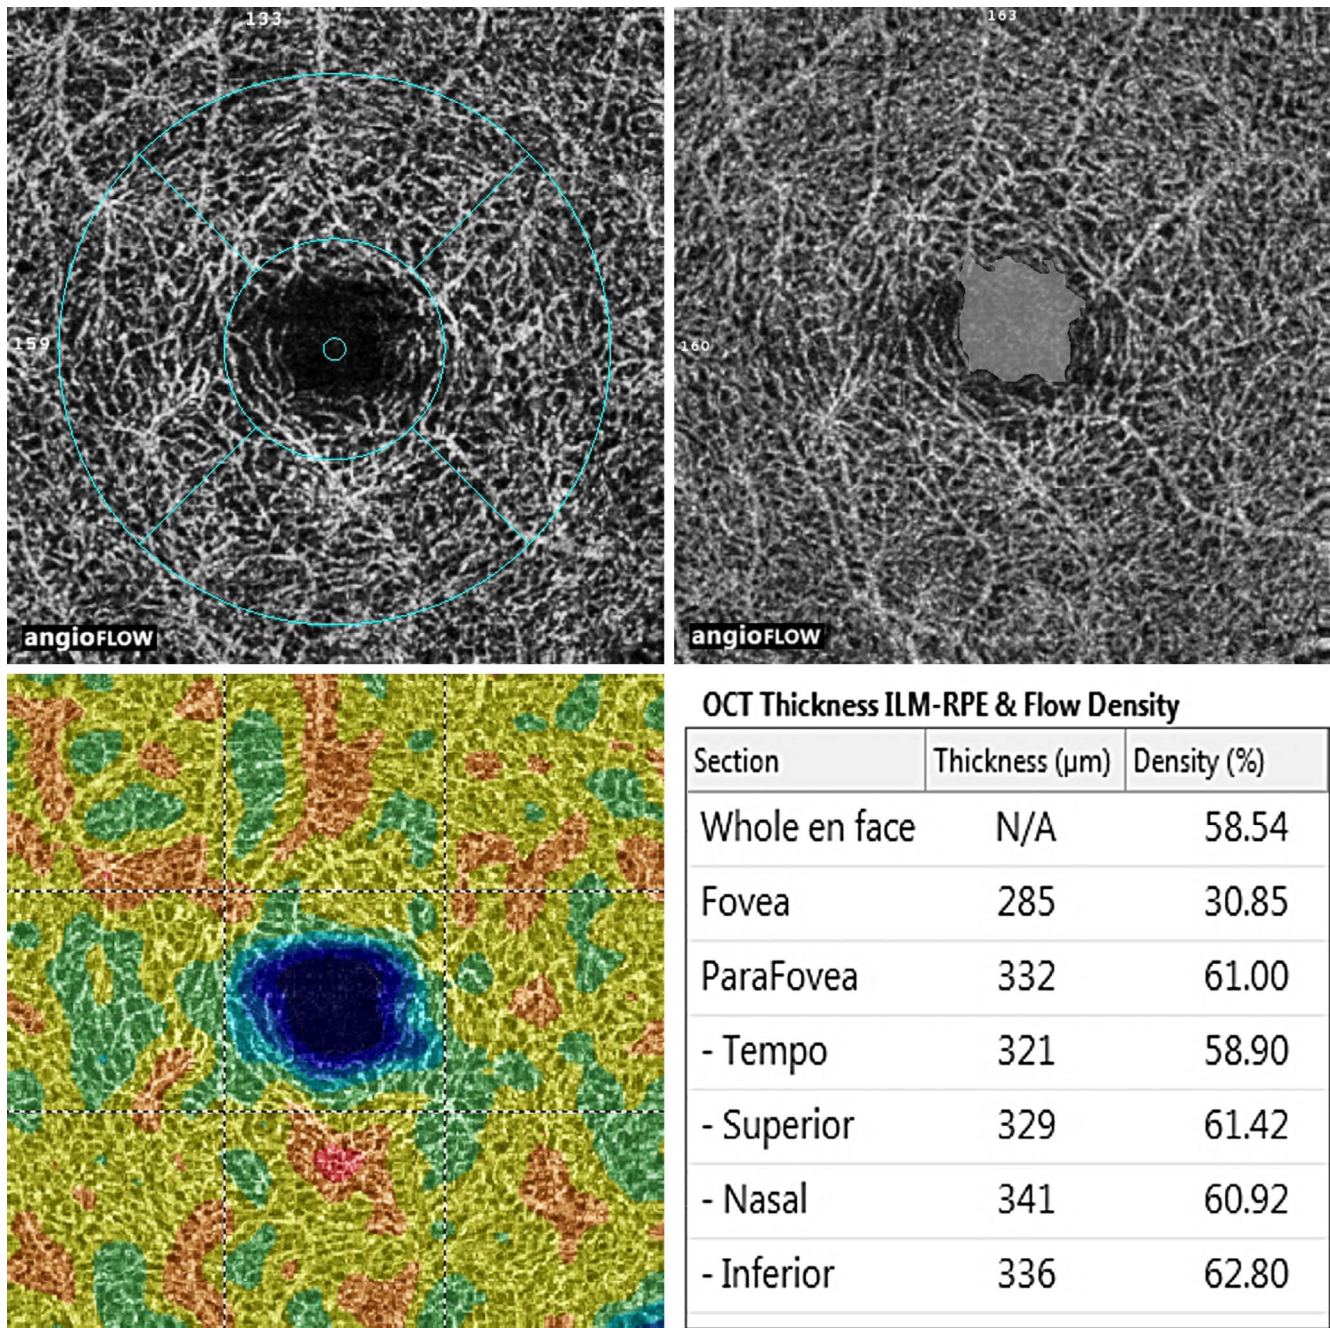 133
159
angioFLOW
163
160
angioFLOW
OCT Thickness ILM-RPE & Flow Density
Section Thickness (µm) Density (%)
Whole en face N/A 58.54
Fovea 285 30.85
ParaFovea 332 61.00
- Tempo 321 58.90
- Superior 329 61.42
- Nasal 341 60.92
- Inferior 336 62.80